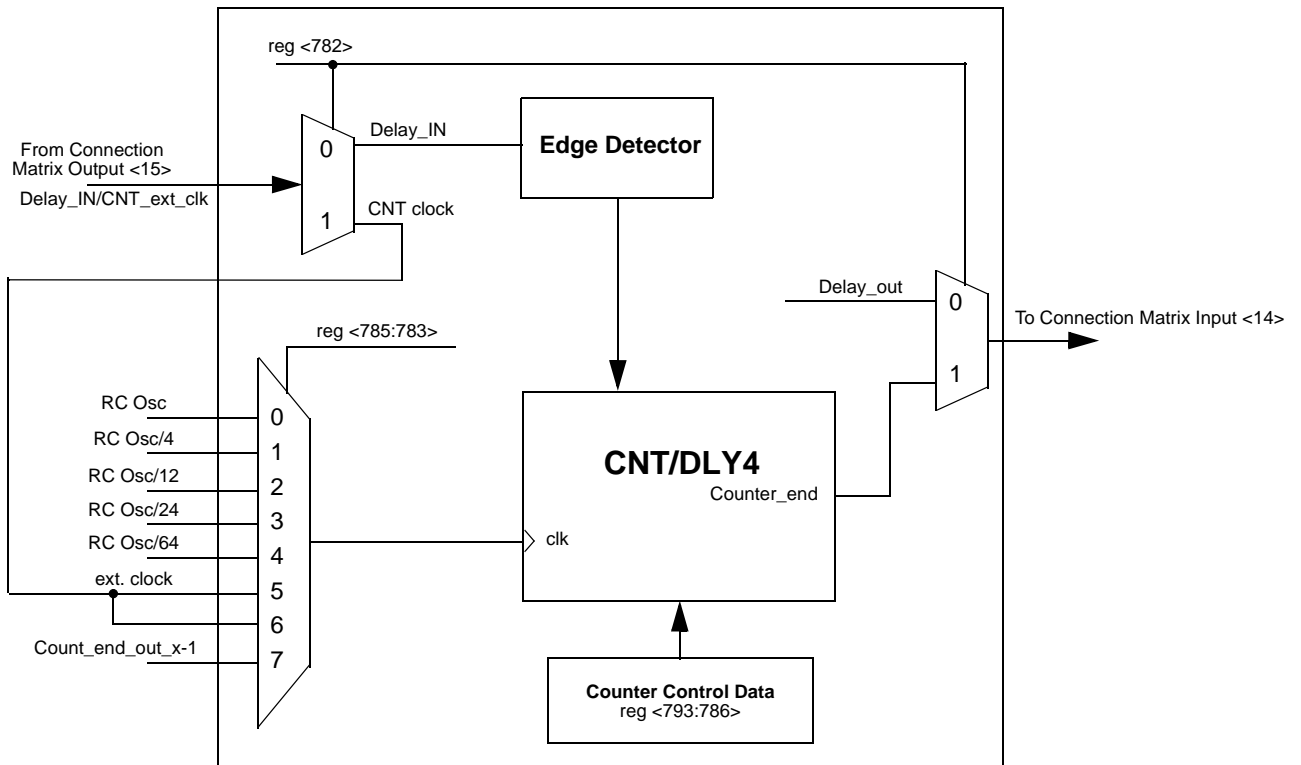 reg <782>
From Connection
Matrix Output <15>
Delay_IN/CNT_ext_clk
0
1
Delay_IN
CNT clock
Edge Detector
Delay_out
0
1
To Connection Matrix Input <14>
reg <785:783>
RC Osc
RC Osc/4
RC Osc/12
RC Osc/24
RC Osc/64
ext. clock
Count_end_out_x-1
0
1
2
3
4
5
6
7
CNT/DLY4
Counter_end
clk
Counter Control Data
reg <793:786>